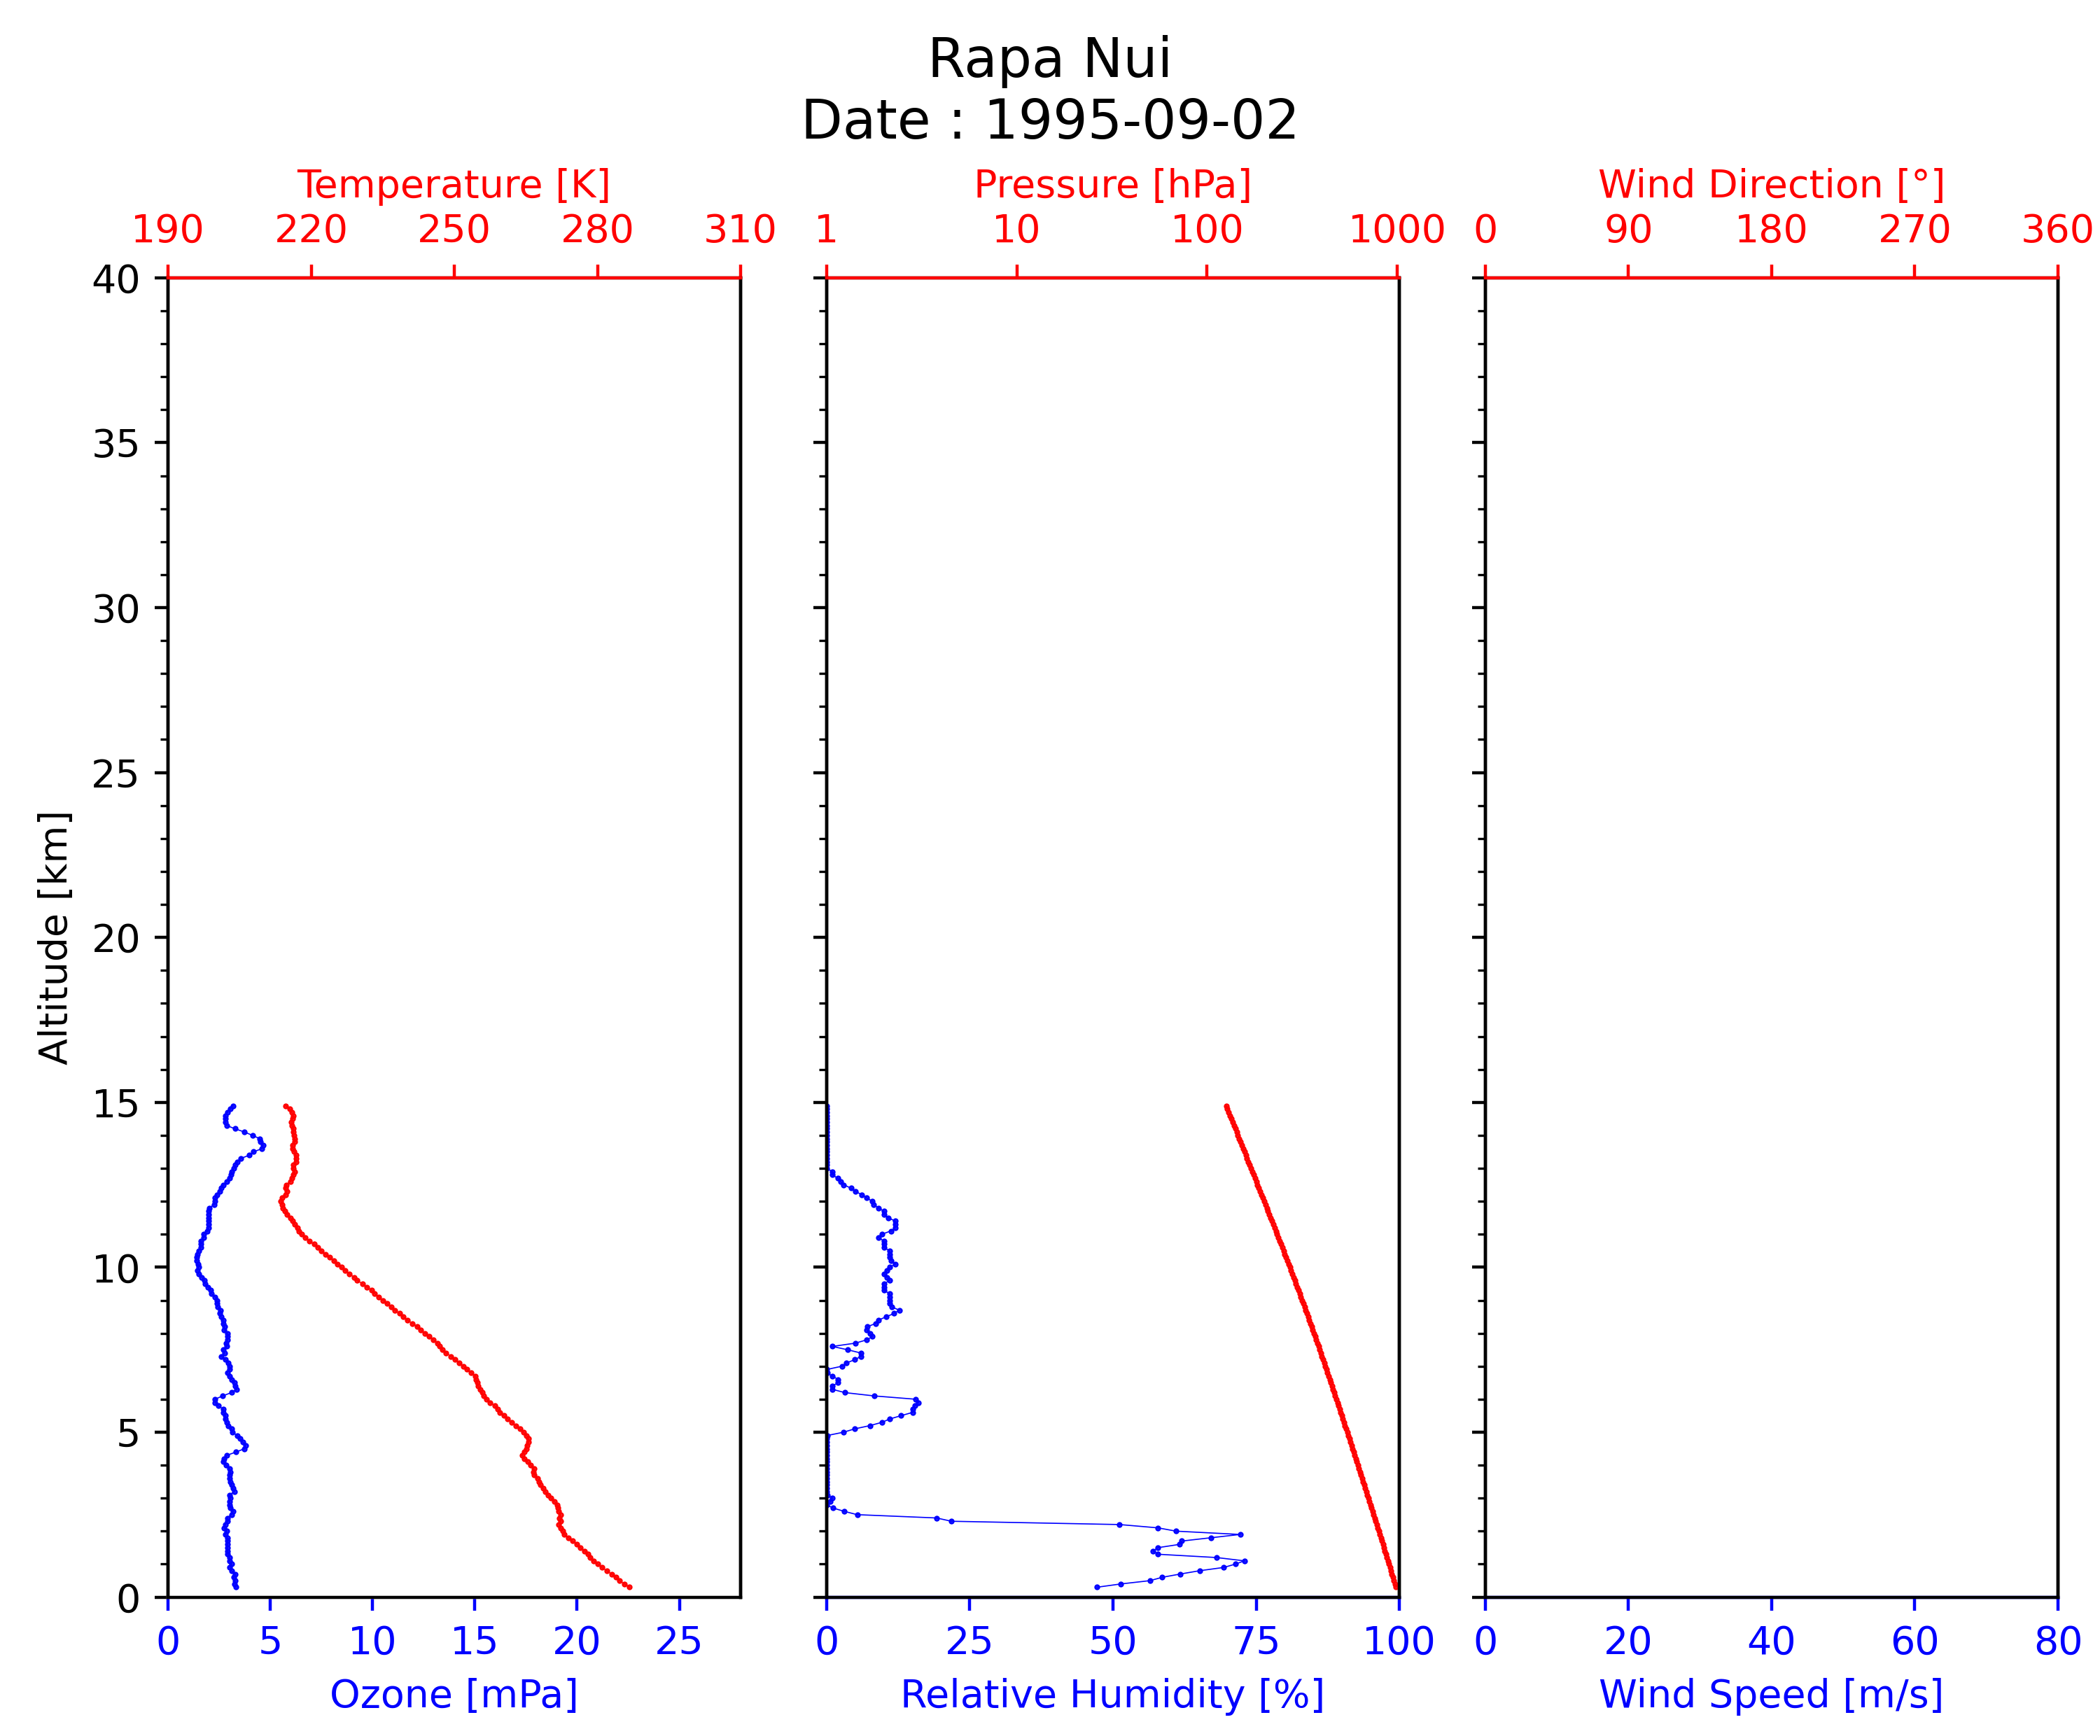 Rapa Nui
Date : 1995-09-02
Temperature [K]
190 220 250 280 310
Pressure [hPa]
1 10 100 1000
Wind Direction [°]
0 90 180 270 360
Altitude [km]
40
35
30
25
20
15
10
5
0
0 5 10 15 20 25
Ozone [mPa]
0 25 50 75 100
Relative Humidity [%]
0 20 40 60 80
Wind Speed [m/s]